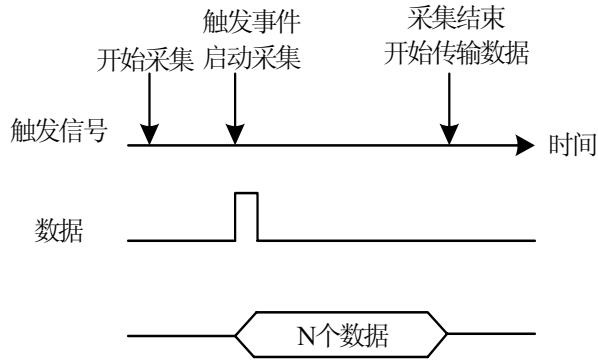 开始采集
触发事件
启动采集
采集结束
开始传输数据
触发信号
时间
数据
N个数据